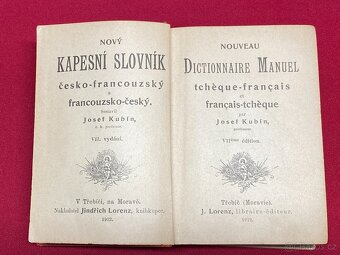 NOVÝ
KAPESNÍ SLOVNÍK
česko-francouzský
a
francouzsko-český.
Sestavil
Josef Kubín,
c. k. professor.
VII. vydání.
V Třebíči, na Moravě.
Nakladatel Jindřich Lorenz, knihkupec.
NOUVEAU
DICTIONNAIRE MANUEL
tchèque-français
et
français-tchèque
par
Josef Kubín,
professeur.
VIIème édition.
Třebíč (Moravie).
J. Lorenz, libraire-éditeur.